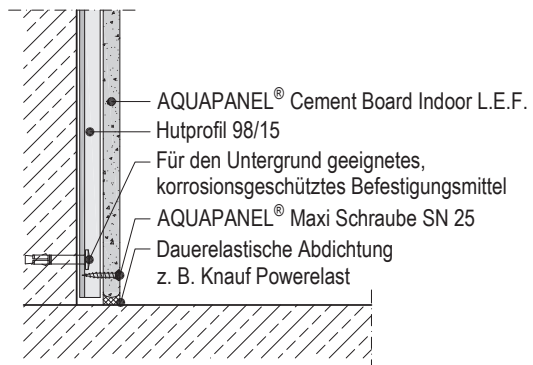 AQUAPANEL® Cement Board Indoor L.E.F.
Hutprofil 98/15
Für den Untergrund geeignetes,
korrosionsgeschütztes Befestigungsmittel
AQUAPANEL® Maxi Schraube SN 25
Dauerelastische Abdichtung
z. B. Knauf Powerelast